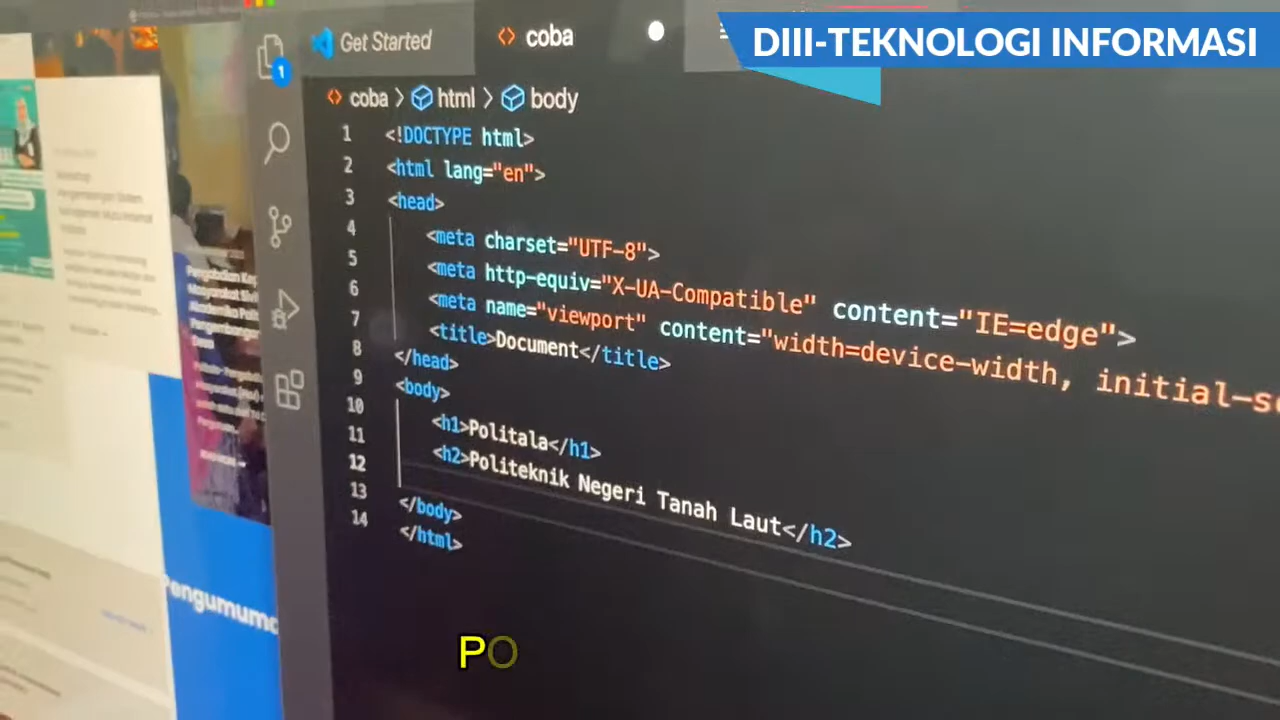 DIII-TEKNOLOGI INFORMASI
Get Started
coba
1
coba > html > body
1 <!DOCTYPE html>
2 <html lang="en">
3 <head>
4 <meta charset="UTF-8">
5 <meta http-equiv="X-UA-Compatible" content="IE=edge">
6 <meta name="viewport" content="width=device-width, initial-s
7 <title>Document</title>
8 </head>
9 <body>
10 <h1>Politala</h1>
11 <h2>Politeknik Negeri Tanah Laut</h2>
12
13 </body>
14 </html>
Pengumum
PO